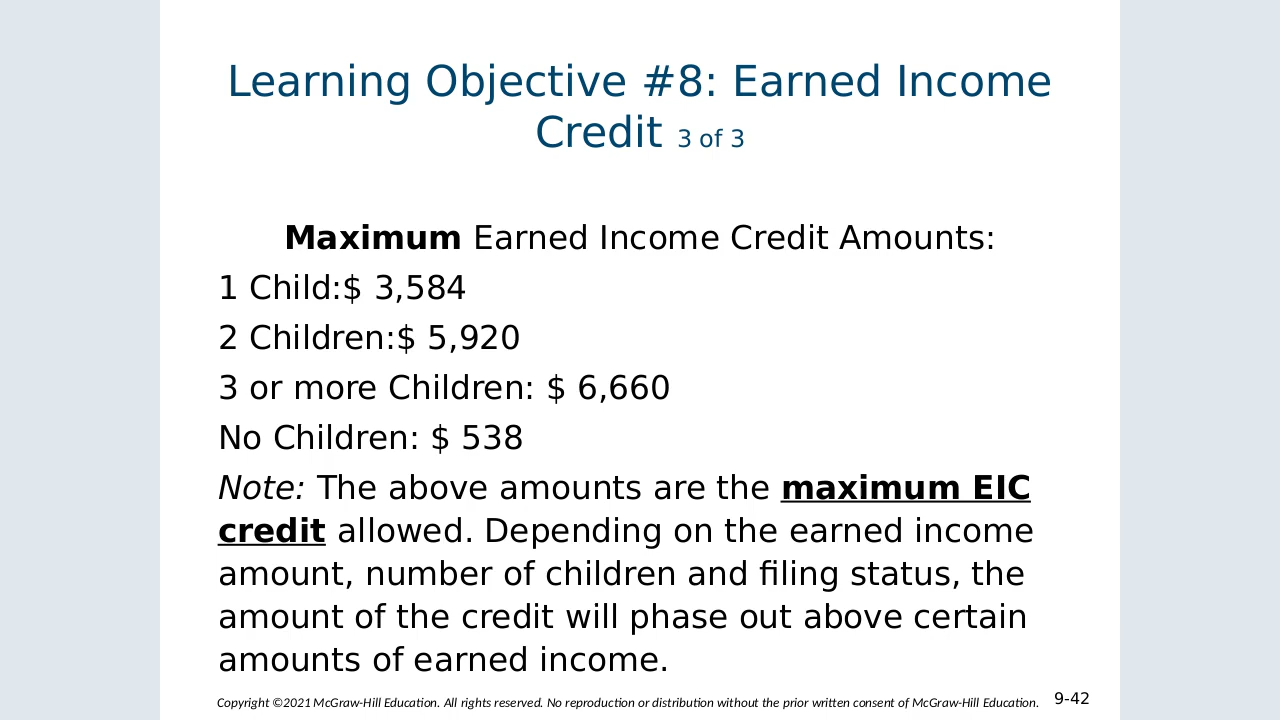 Learning Objective #8: Earned Income
Credit 3 of 3
Maximum Earned Income Credit Amounts:
1 Child:$ 3,584
2 Children:$ 5,920
3 or more Children: $ 6,660
No Children: $ 538
Note: The above amounts are the maximum EIC
credit allowed. Depending on the earned income
amount, number of children and filing status, the
amount of the credit will phase out above certain
amounts of earned income.
Copyright ©2021 McGraw-Hill Education. All rights reserved. No reproduction or distribution without the prior written consent of McGraw-Hill Education.
9-42